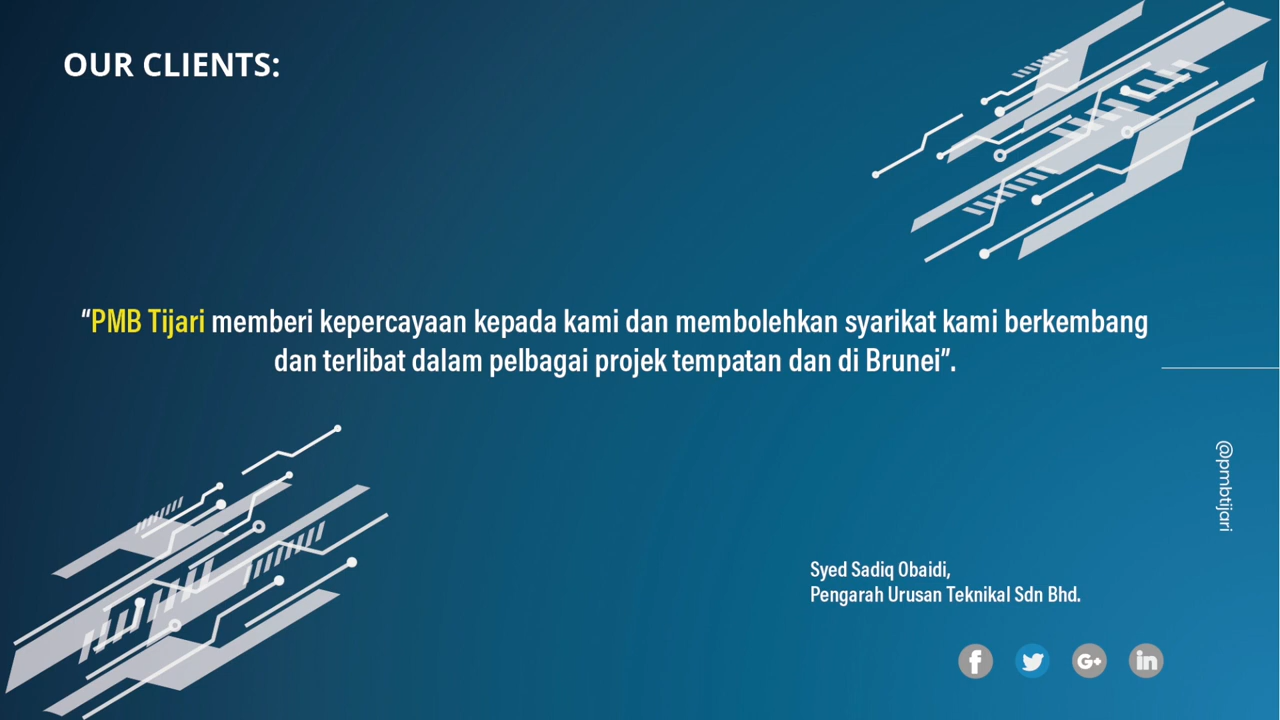 OUR CLIENTS:
“PMB Tijari memberi kepercayaan kepada kami dan membolehkan syarikat kami berkembang
dan terlibat dalam pelbagai projek tempatan dan di Brunei”.
@pmbtijari
Syed Sadiq Obaidi,
Pengarah Urusan Teknikal Sdn Bhd.
f
G+
in